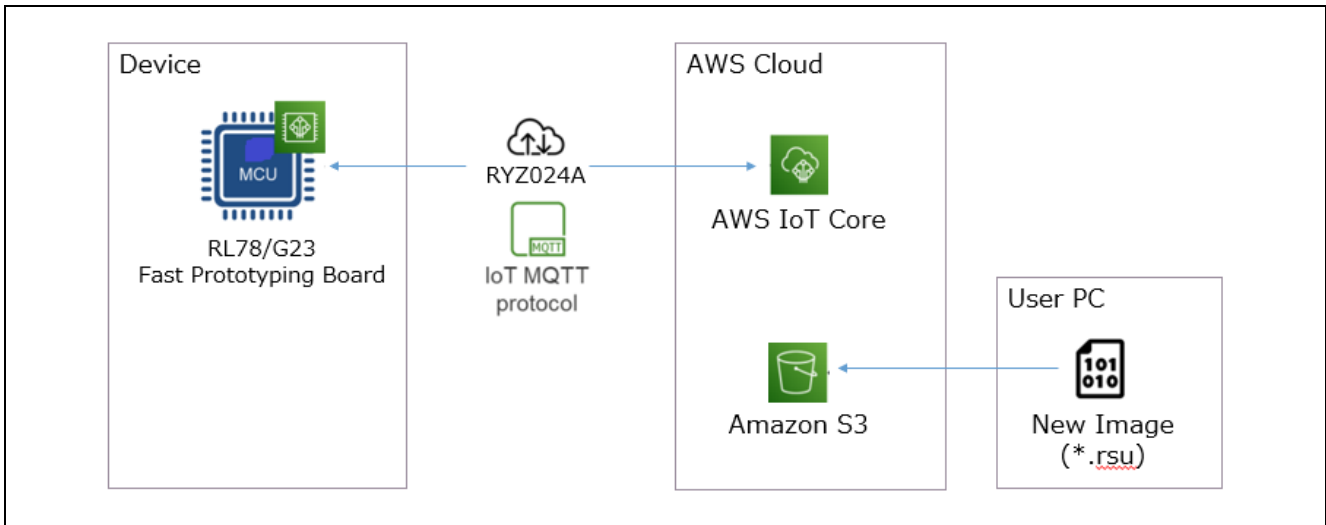 Device
MCU
RL78/G23
Fast Prototyping Board
RYZ024A
MQTT
IoT MQTT
protocol
AWS Cloud
AWS IoT Core
Amazon S3
User PC
101
010
New Image
(*.rsu)